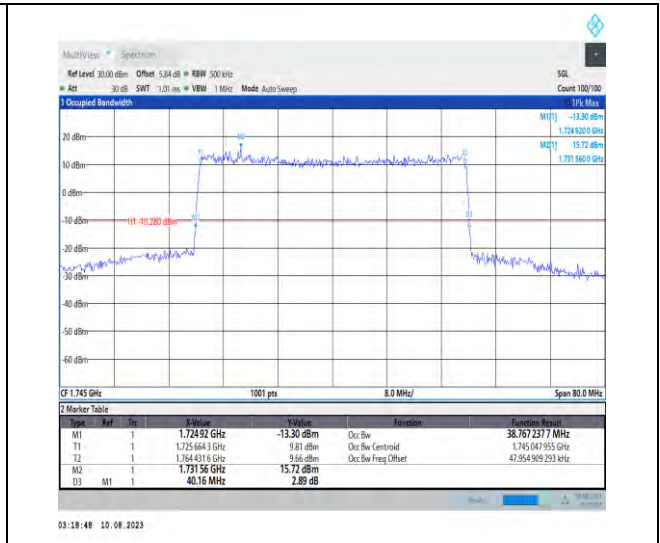 MultiView Spectrum
Ref Level 30.00 dBm Offset 5.84 dB RBW 500 kHz SGL
Att 30 dB SWT 1.01 ms VBW 1 MHz Mode Auto Sweep Count 100/100
1 Occupied Bandwidth 1Pk Max
M1[1] -13.30 dBm
1.724 920 0 GHz
M2[1] 15.72 dBm
1.731 560 0 GHz
20 dBm
10 dBm
0 dBm
-10 dBm
H1 -10.280 dBm
-20 dBm
-30 dBm
-40 dBm
-50 dBm
-60 dBm
T1
M2
T2
M1
D3
CF 1.745 GHz 1001 pts 8.0 MHz/ Span 80.0 MHz
2 Marker Table
Type Ref Trc X-Value Y-Value Function Function Result
M1 1 1.724 92 GHz -13.30 dBm Occ Bw 38.767 237 7 MHz
T1 1 1.725 664 3 GHz 9.81 dBm Occ Bw Centroid 1.745 047 955 GHz
T2 1 1.764 431 6 GHz 9.66 dBm Occ Bw Freq Offset 47.954 909 293 kHz
M2 1 1.731 56 GHz 15.72 dBm
D3 M1 1 40.16 MHz 2.89 dB
03:18:48 10.08.2023